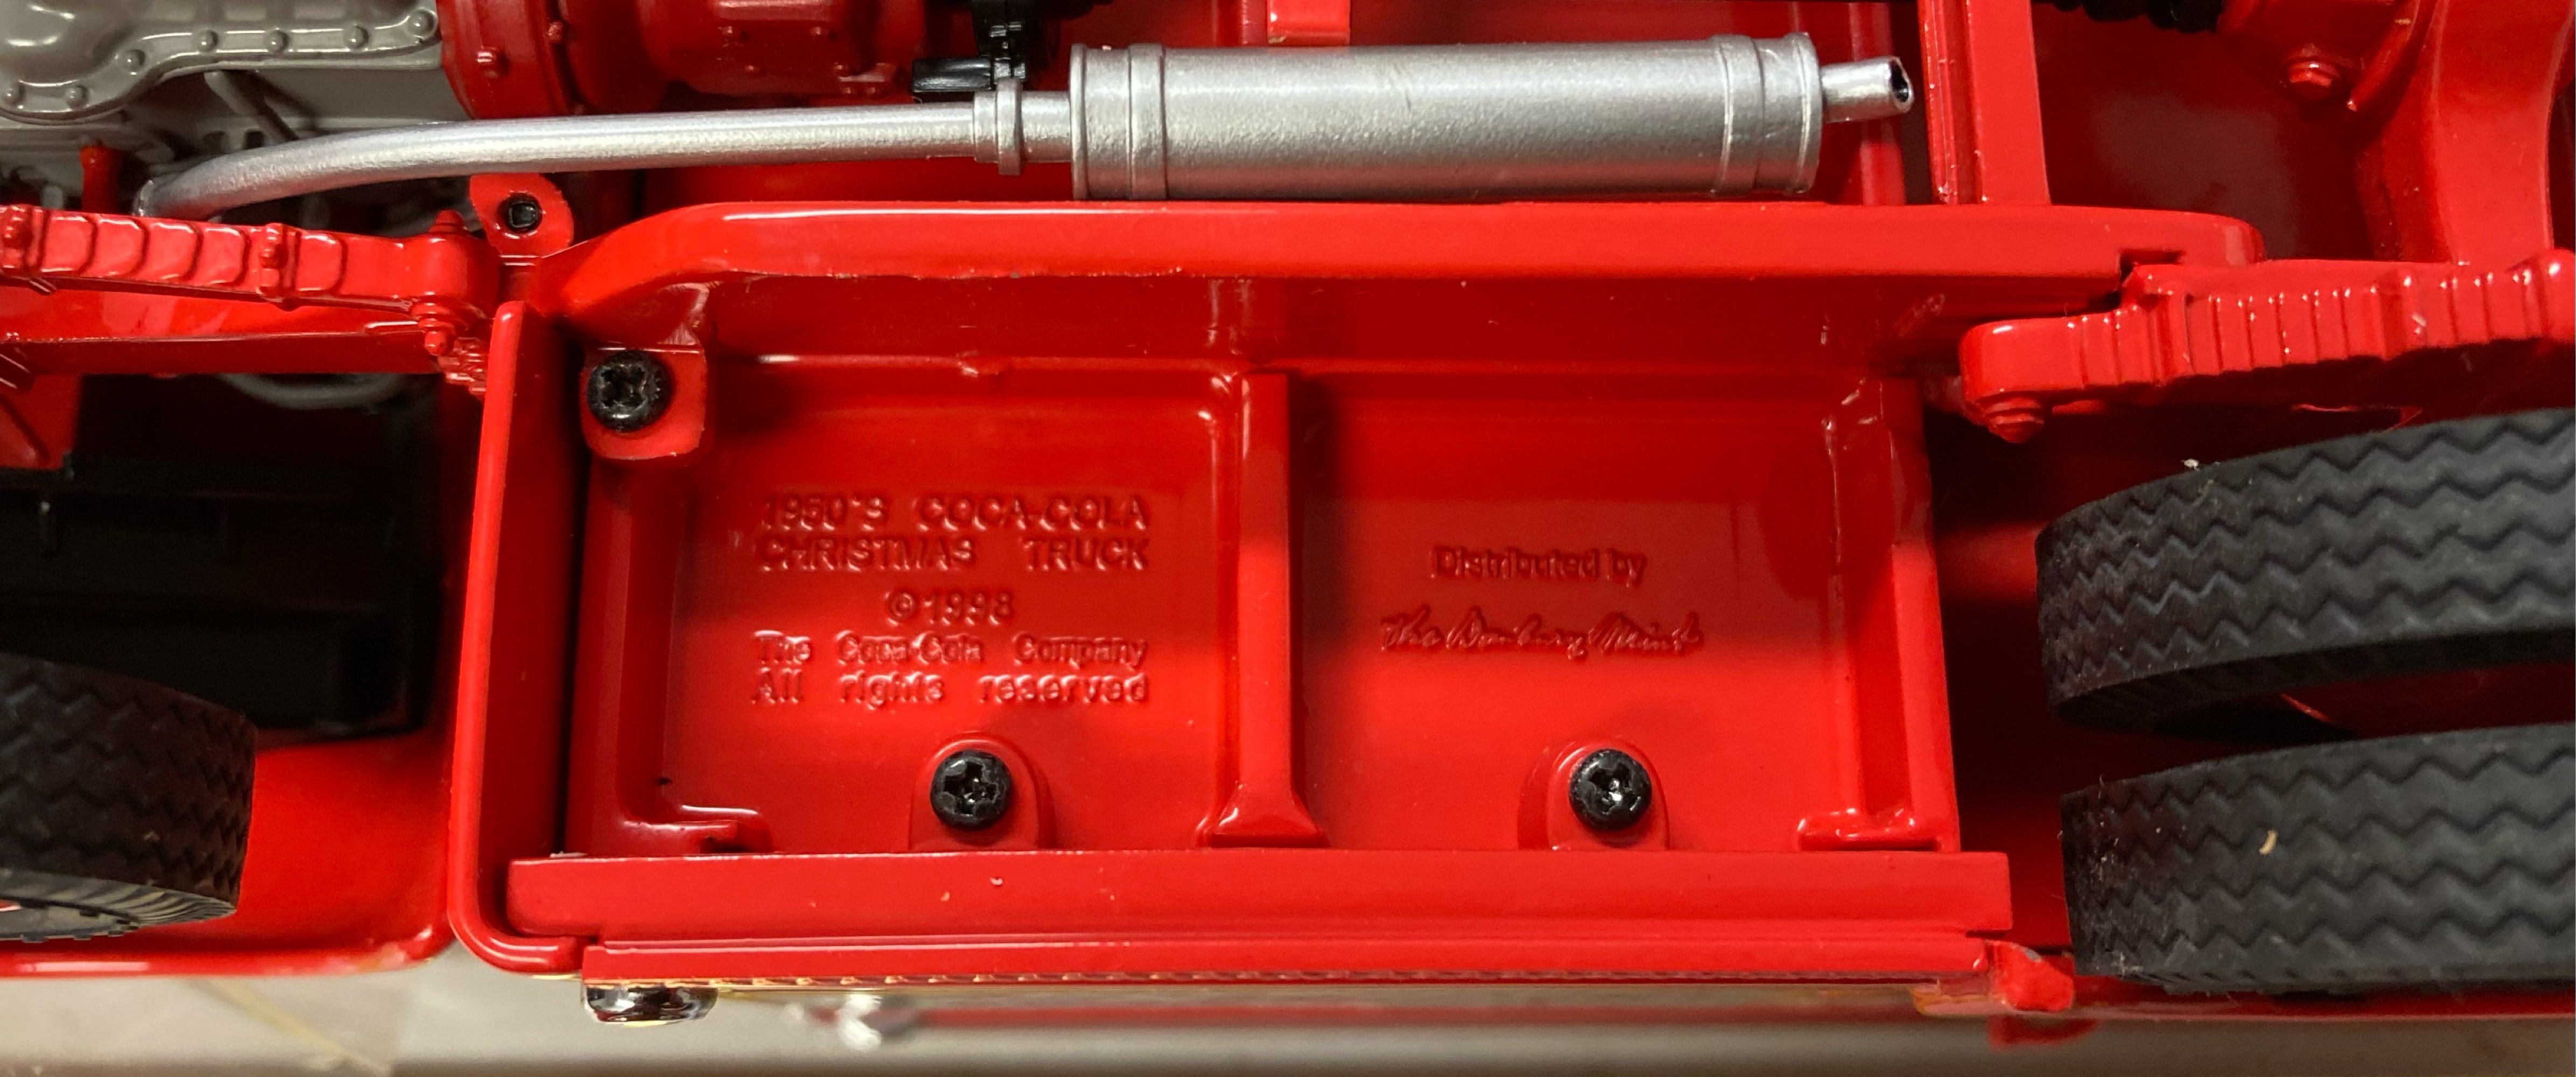 1950'S COCA-COLA
CHRISTMAS TRUCK
©1998
The Coca-Cola Company
All rights reserved
Distributed by
The Danbury Mint